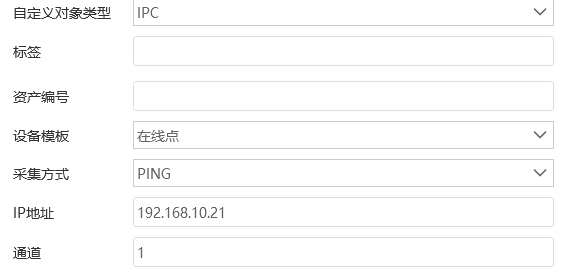 自定义对象类型 IPC
标签
资产编号
设备模板 在线点
采集方式 PING
IP地址 192.168.10.21
通道 1